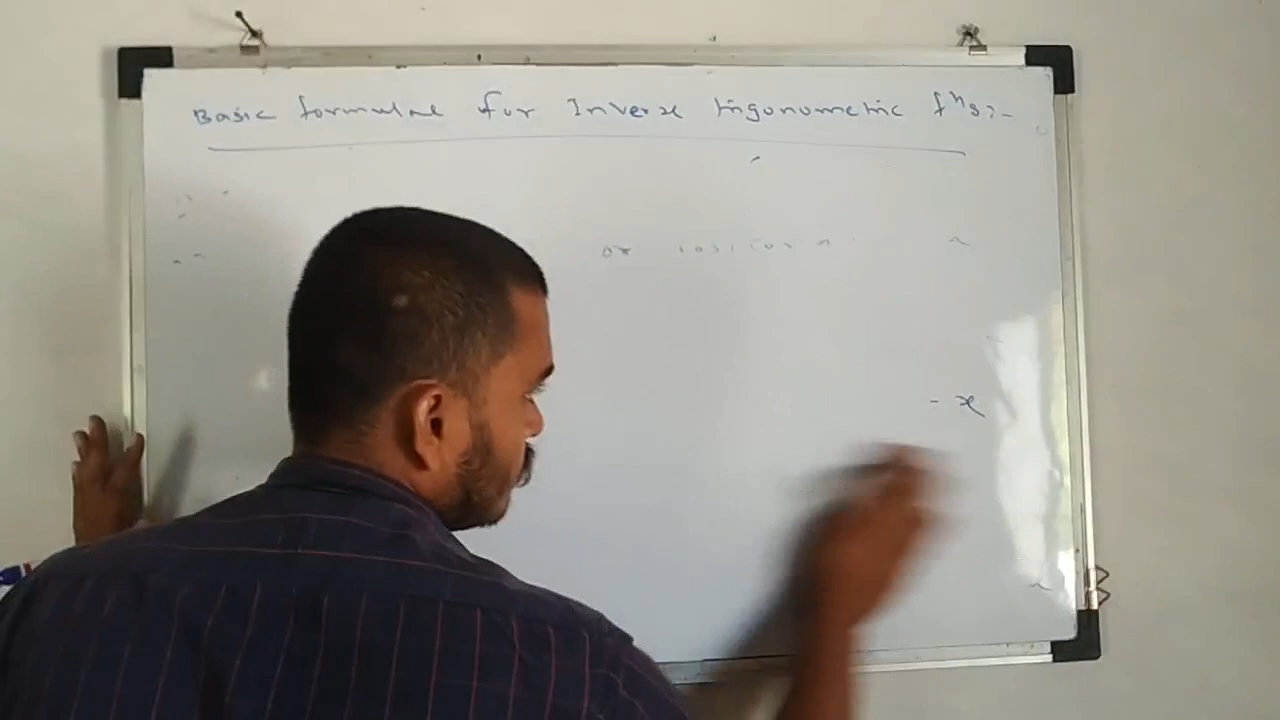 Basic formulae for Inverse trigonometric fⁿs:-
- x